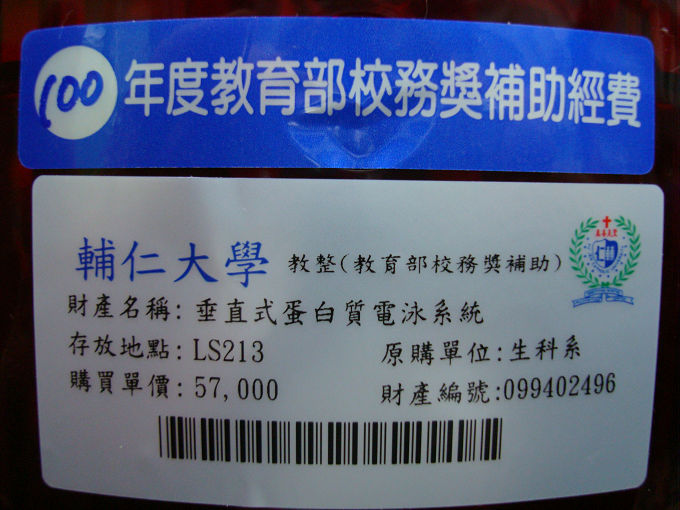 100年度教育部校務獎補助經費
輔仁大學 教整(教育部校務獎補助)
財產名稱: 垂直式蛋白質電泳系統
存放地點: LS213 原購單位:生科系
購買單價: 57,000 財產編號:099402496